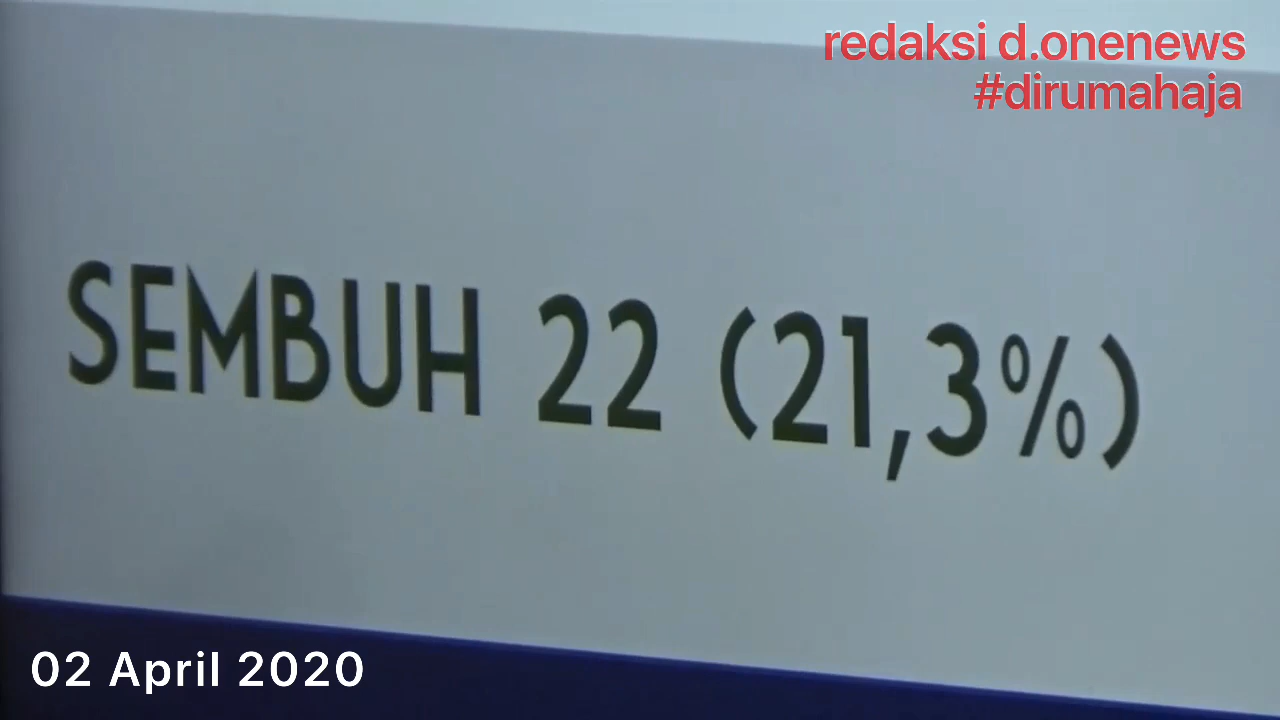 redaksi d.onenews
#dirumahaja
SEMBUH 22 (21,3%)
02 April 2020